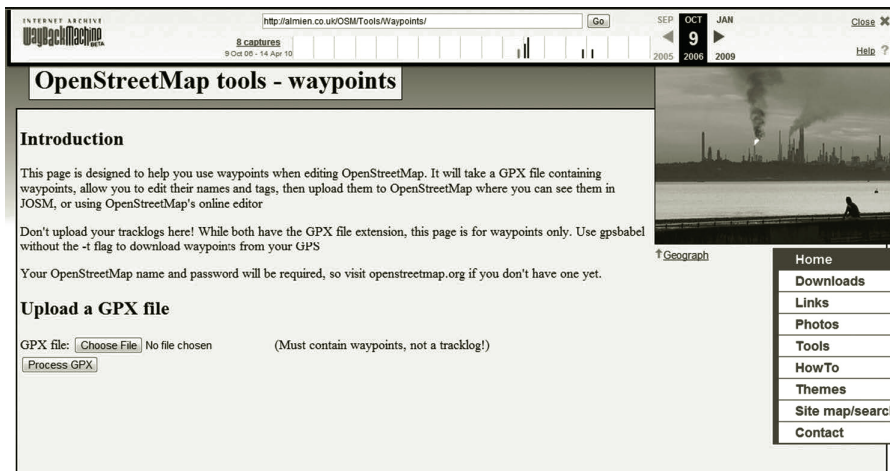 INTERNET ARCHIVE
WayBackMachine
BETA
http://almien.co.uk/OSM/Tools/Waypoints/
Go
8 captures
9 Oct 06 - 14 Apr 10
SEP OCT JAN
9
2005 2006 2009
Close
Help ?
OpenStreetMap tools - waypoints
Introduction
This page is designed to help you use waypoints when editing OpenStreetMap. It will take a GPX file containing
waypoints, allow you to edit their names and tags, then upload them to OpenStreetMap where you can see them in
JOSM, or using OpenStreetMap's online editor
Don't upload your tracklogs here! While both have the GPX file extension, this page is for waypoints only. Use gpsbabel
without the -t flag to download waypoints from your GPS
Your OpenStreetMap name and password will be required, so visit openstreetmap.org if you don't have one yet.
Upload a GPX file
GPX file: Choose File No file chosen (Must contain waypoints, not a tracklog!)
Process GPX
Geograph
Home
Downloads
Links
Photos
Tools
HowTo
Themes
Site map/searc
Contact